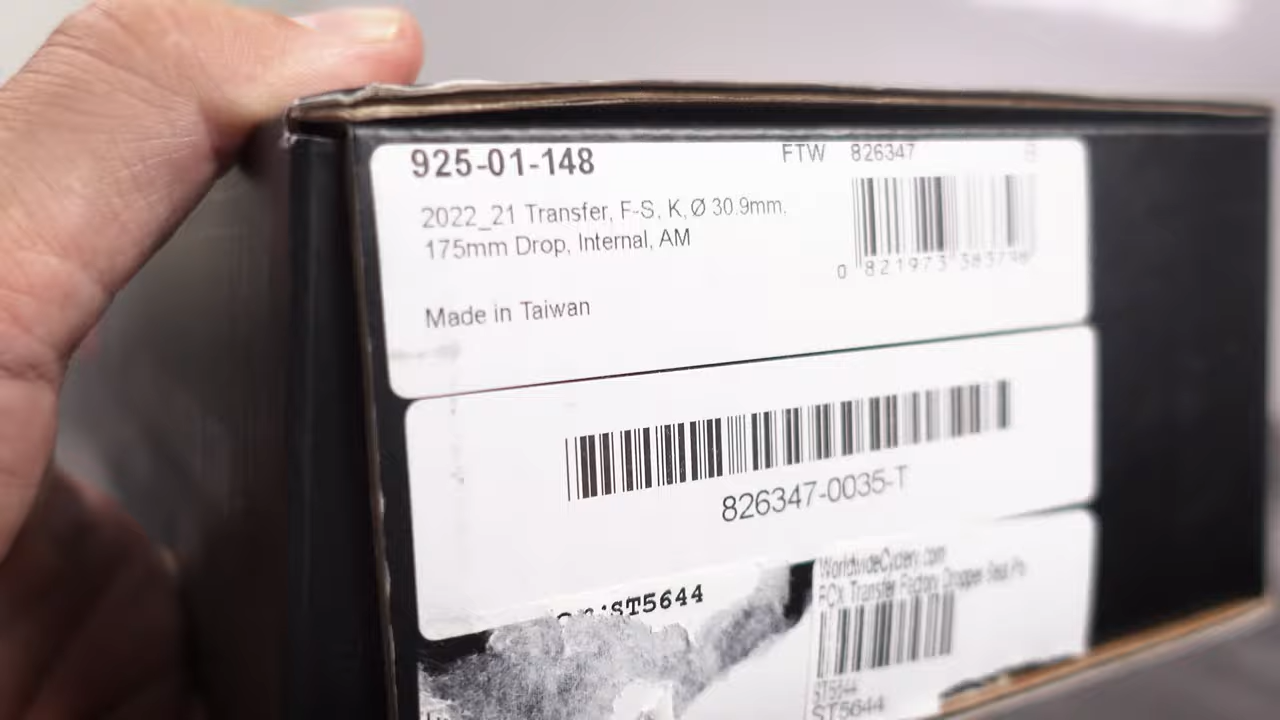 925-01-148
FTW 826347
2022_21 Transfer, F-S, K, Ø 30.9mm,
175mm Drop, Internal, AM
0 821973 383798
Made in Taiwan
826347-0035-T
:ST5644
WorldwideCyclery.com
FOX Transfer Factory Dropper Seat Po
ST5644
ST5644